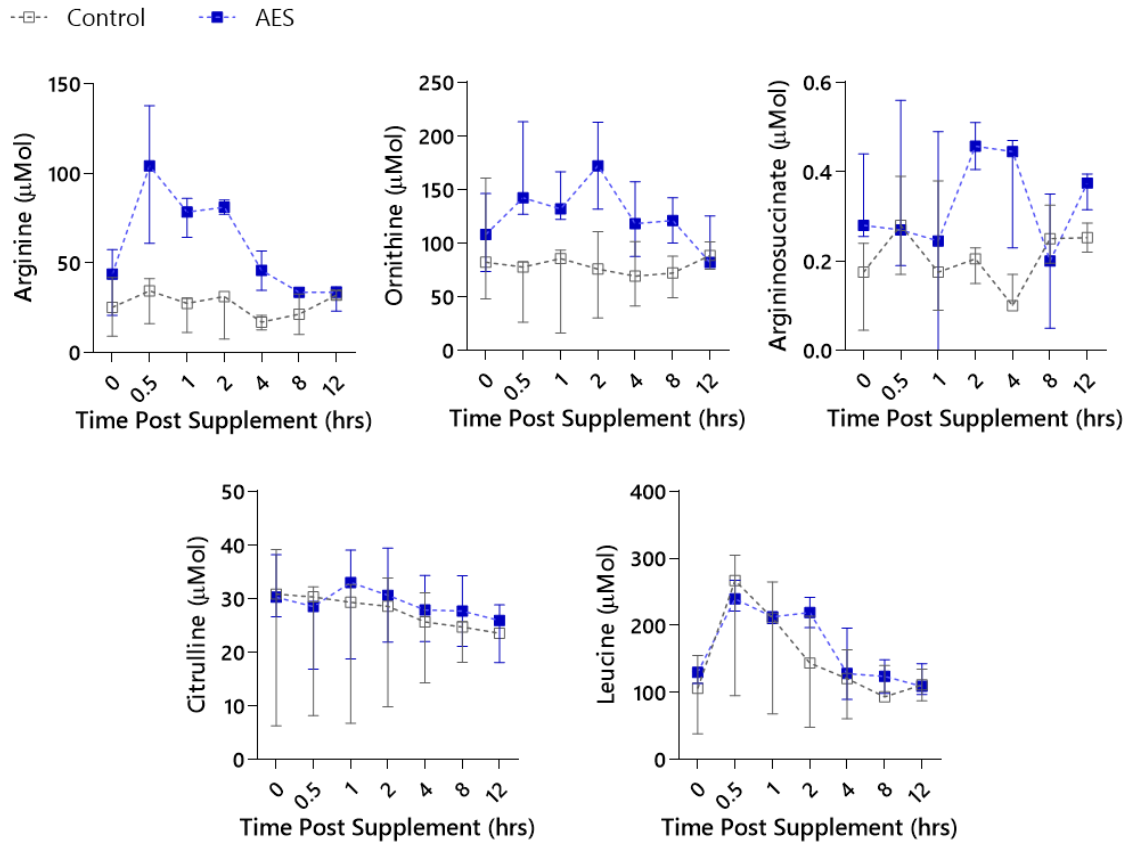 Control AES
Arginine (μMol)
150
100
50
0
0 0.5 1 2 4 8 12
Time Post Supplement (hrs)
Ornithine (μMol)
250
200
150
100
50
0
0 0.5 1 2 4 8 12
Time Post Supplement (hrs)
Argininosuccinate (μMol)
0.6
0.4
0.2
0.0
0 0.5 1 2 4 8 12
Time Post Supplement (hrs)
Citrulline (μMol)
50
40
30
20
10
0
0 0.5 1 2 4 8 12
Time Post Supplement (hrs)
Leucine (μMol)
400
300
200
100
0
0 0.5 1 2 4 8 12
Time Post Supplement (hrs)